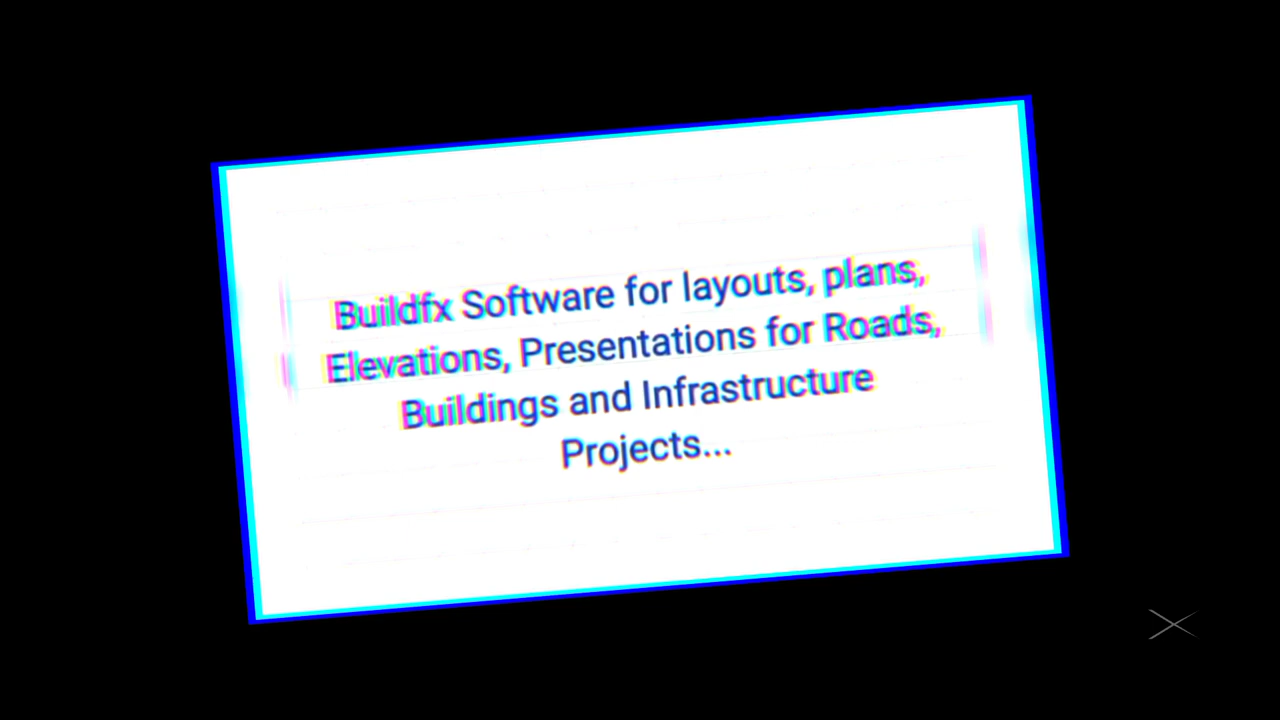 Buildfx Software for layouts, plans,
Elevations, Presentations for Roads,
Buildings and Infrastructure
Projects...